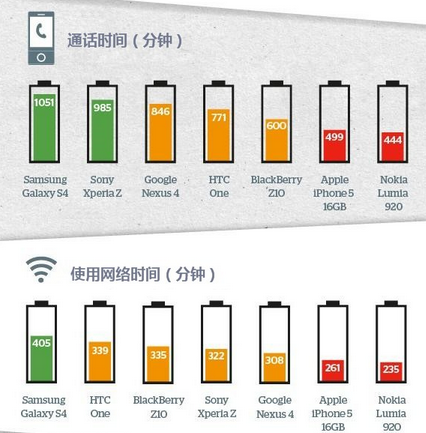 通话时间（分钟）
1051 985 846 771 600 499 444
Samsung Sony Google HTC BlackBerry Apple Nokia
Galaxy S4 Xperia Z Nexus 4 One Z10 iPhone 5 Lumia
16GB 920
使用网络时间（分钟）
405 339 335 322 308 261 235
Samsung HTC BlackBerry Sony Google Apple Nokia
Galaxy S4 One Z10 Xperia Z Nexus 4 iPhone 5 Lumia
16GB 920